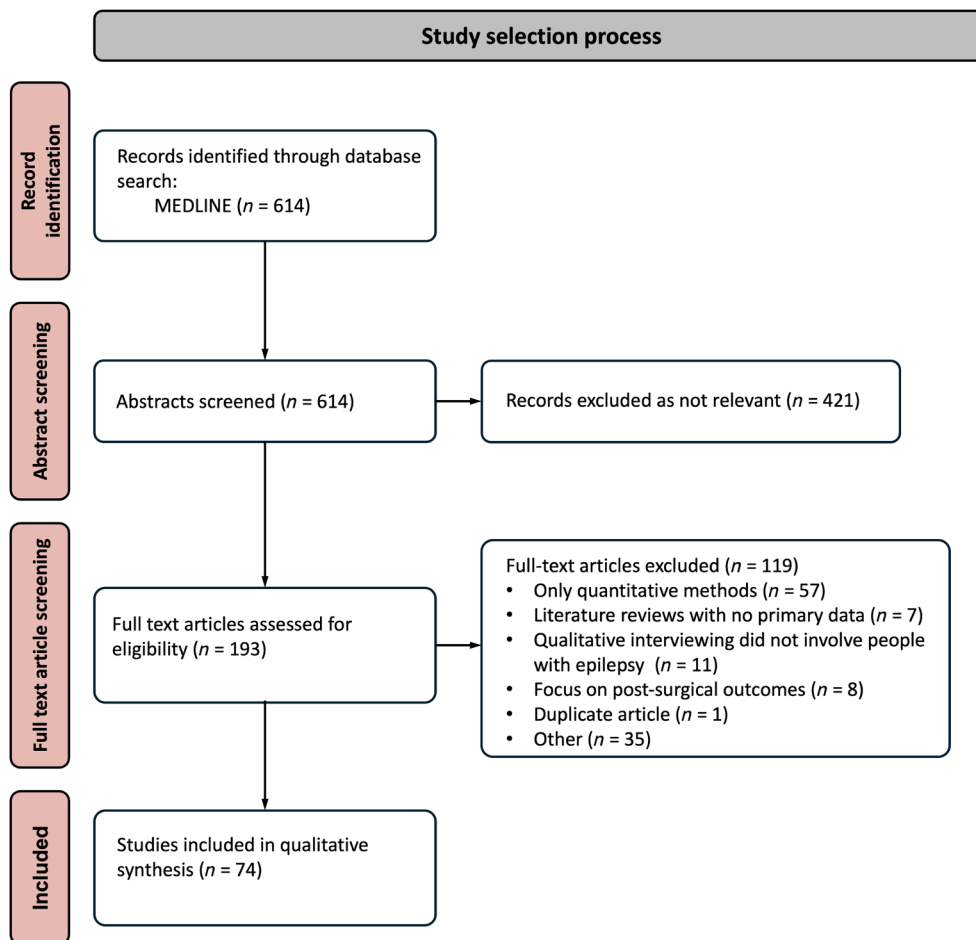 Study selection process
Record
identification
Records identified through database
search:
MEDLINE (n = 614)
Abstract screening
Abstracts screened (n = 614)
Records excluded as not relevant (n = 421)
Full text article screening
Full text articles assessed for
eligibility (n = 193)
Full-text articles excluded (n = 119)
• Only quantitative methods (n = 57)
• Literature reviews with no primary data (n = 7)
• Qualitative interviewing did not involve people
with epilepsy (n = 11)
• Focus on post-surgical outcomes (n = 8)
• Duplicate article (n = 1)
• Other (n = 35)
Included
Studies included in qualitative
synthesis (n = 74)